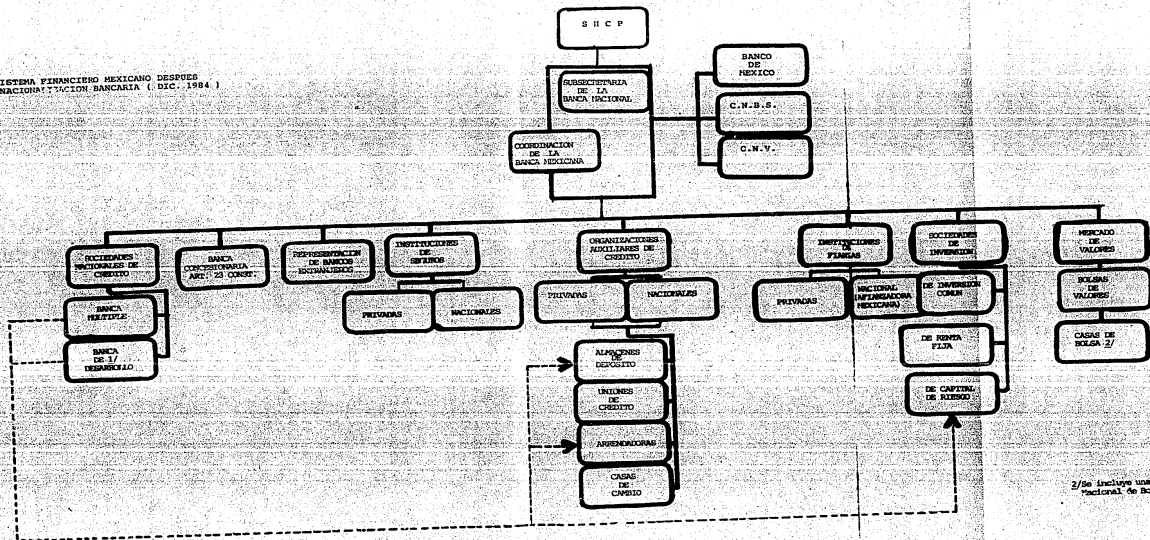 S H C P
ISTEMA FINANCIERO MEXICANO DESPUES
NACIONALIZACION BANCARIA ( DIC. 1984 )
SUBSECRETARIA
DE LA
BANCA NACIONAL
BANCO
DE
MEXICO
C.N.B.S.
C.N.V.
COORDINACION
DE LA
BANCA MEXICANA
SOCIEDADES
NACIONALES DE
CREDITO
BANCA
CONCESIONARIA
ART. 123 CONST.
REPRESENTACION
DE BANCOS
EXTRANJEROS
INSTITUCIONES
DE
SEGUROS
ORGANIZACIONES
AUXILIARES DE
CREDITO
INSTITUCIONES
DE
FIANZAS
SOCIEDADES
DE
INVERSION
MERCADO
DE
VALORES
BANCA
MULTIPLE
BANCA
DE 1/
DESARROLLO
PRIVADAS
NACIONALES
PRIVADAS
NACIONALES
PRIVADAS
NACIONAL
(AFIANZADORA
MEXICANA)
DE INVERSION
COMUN
DE RENTA
FIJA
DE CAPITAL
DE RIESGO
BOLSAS
DE
VALORES
CASAS DE
BOLSA 2/
ALMACENES
DE
DEPOSITO
UNIONES
DE
CREDITO
ARRENDADORAS
CASAS
DE
CAMBIO
2/Se incluye una
Nacional de Bo